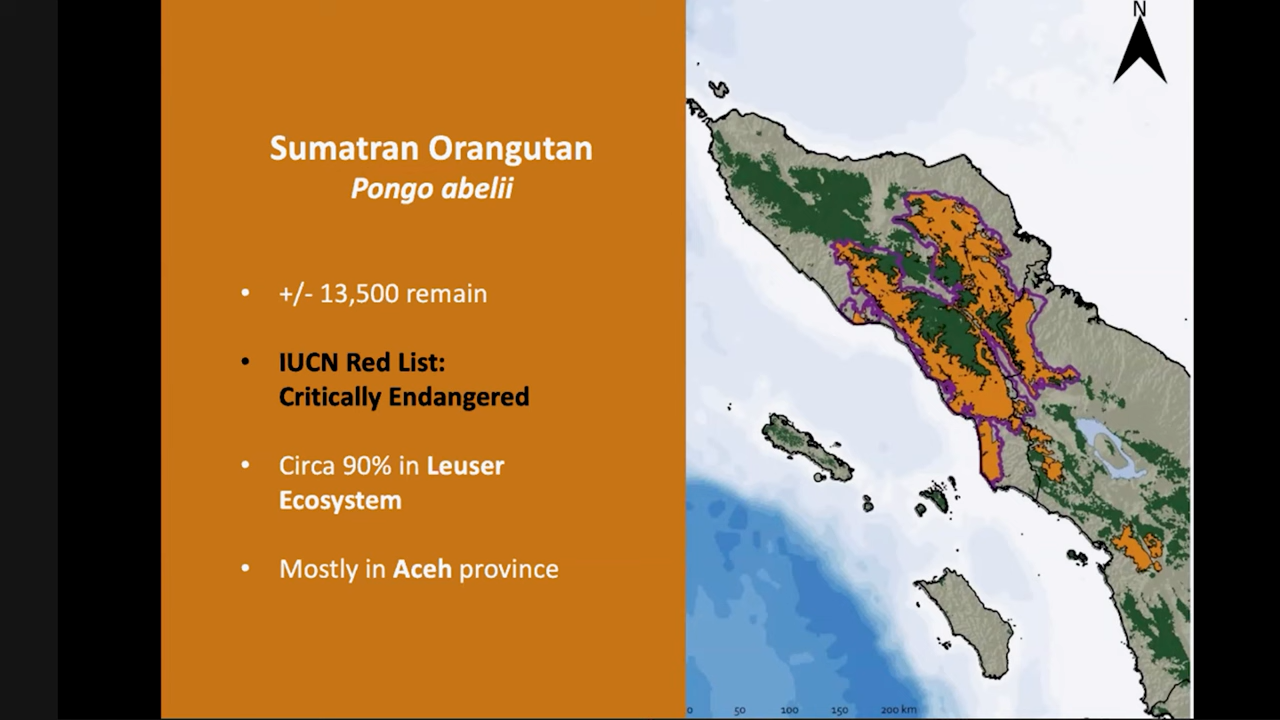 Sumatran Orangutan
Pongo abelii
• +/- 13,500 remain
• IUCN Red List:
Critically Endangered
• Circa 90% in Leuser
Ecosystem
• Mostly in Aceh province
N
0 50 100 150 200 km